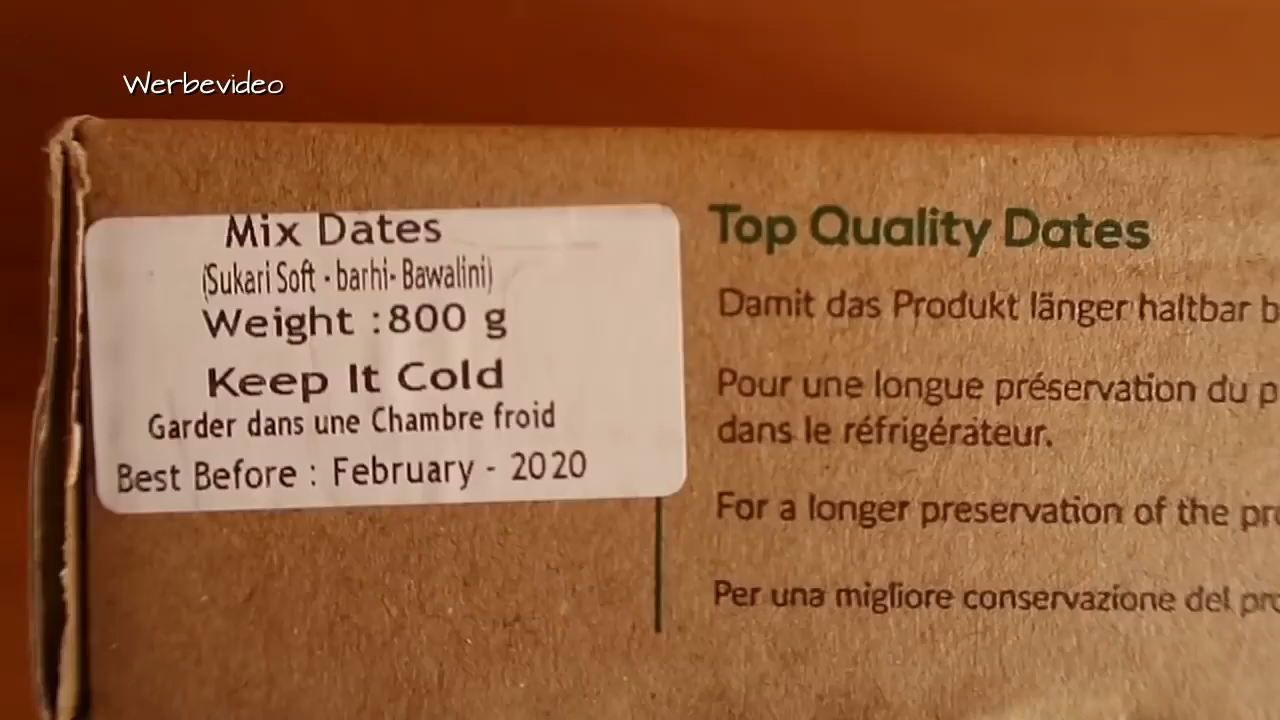 Werbevideo
Mix Dates
(Sukari Soft - barhi- Bawalini)
Weight :800 g
Keep It Cold
Garder dans une Chambre froid
Best Before : February - 2020
Top Quality Dates
Damit das Produkt länger haltbar
Pour une longue préservation du
dans le réfrigérateur.
For a longer preservation of the
Per una migliore conservazione del